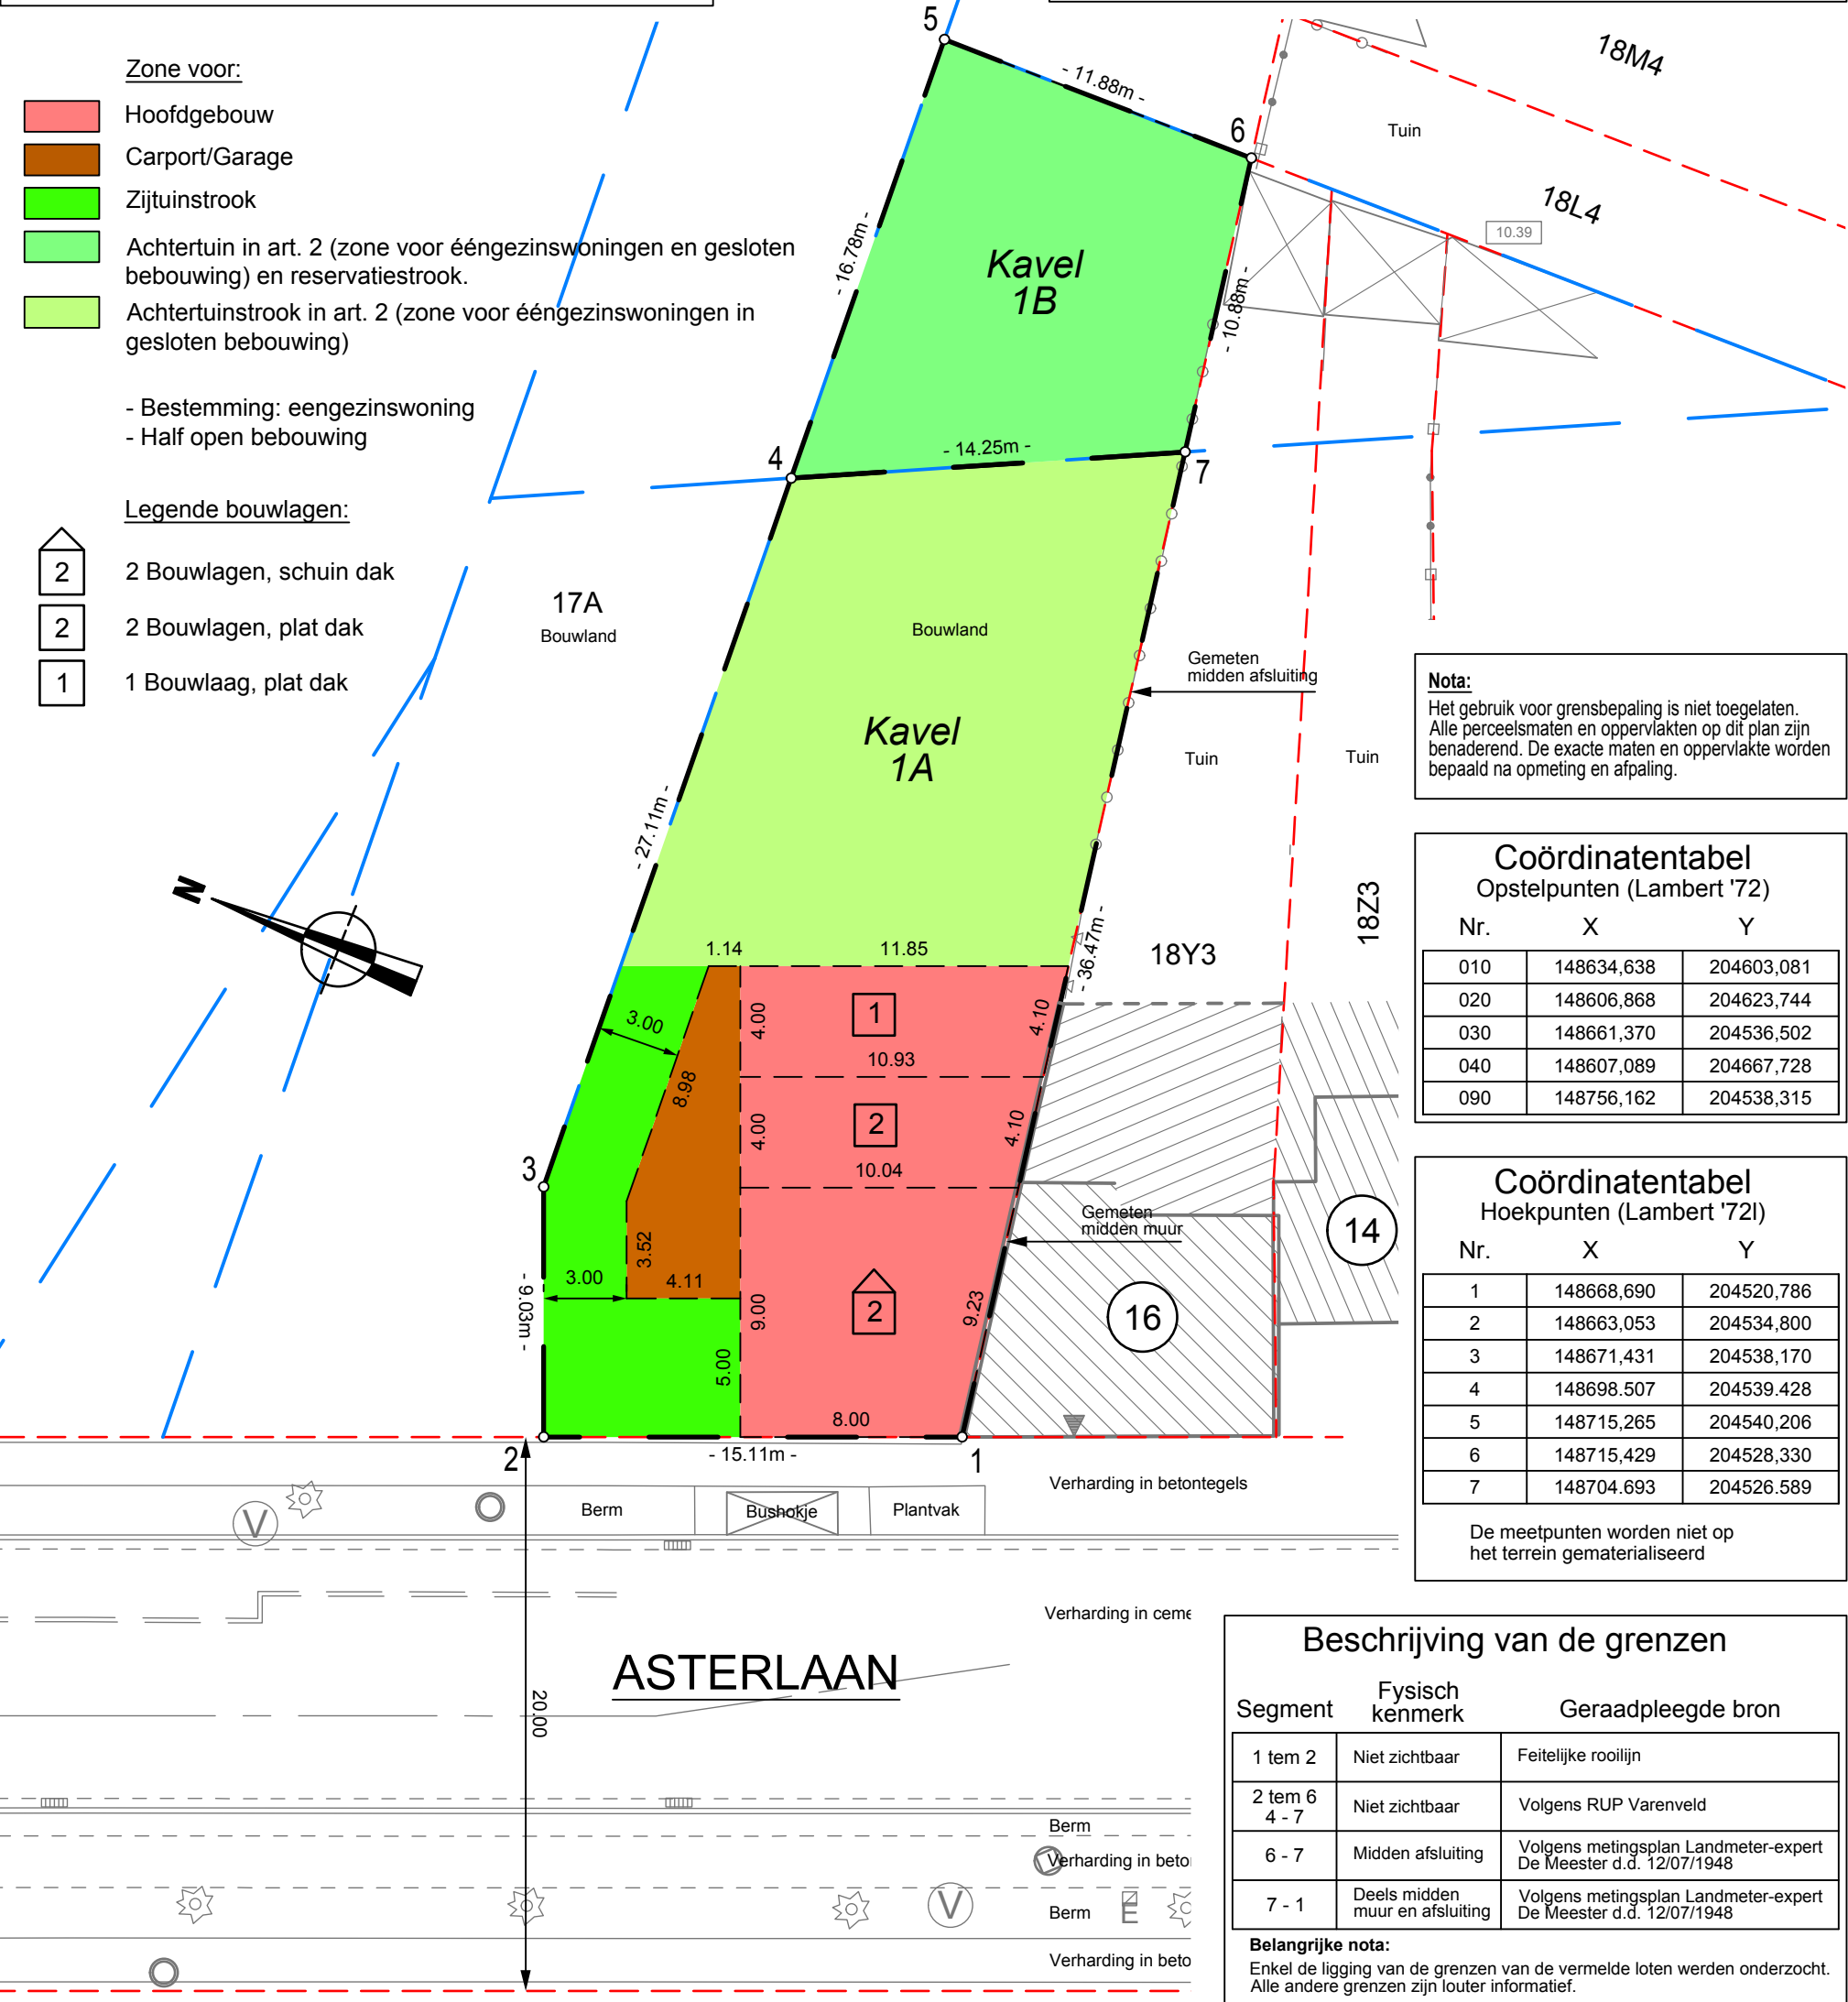 Zone voor:
Hoofdgebouw
Carport/Garage
Zijtuinstrook
Achtertuin in art. 2 (zone voor ééngezinswoningen en gesloten
bebouwing) en reservatiestrook.
Achtertuinstrook in art. 2 (zone voor ééngezinswoningen in
gesloten bebouwing)
- Bestemming: eengezinswoning
- Half open bebouwing
Legende bouwlagen:
2
2 Bouwlagen, schuin dak
2
2 Bouwlagen, plat dak
1
1 Bouwlaag, plat dak
5
- 11.88m -
6
18M4
Tuin
18L4
10.39
- 16.78m -
Kavel
1B
- 10.88m -
4
- 14.25m -
7
17A
Bouwland
Bouwland
Gemeten
midden afsluiting
Kavel
1A
Tuin
Tuin
- 27.11m -
N
18Z3
18Y3
- 36.47m -
1.14
11.85
3.00
4.00
1
4.10
10.93
8.98
4.00
2
4.10
10.04
3
Gemeten
midden muur
14
3.52
3.00
4.11
- 9.03m -
9.00
2
9.23
16
5.00
8.00
2
- 15.11m -
1
Verharding in betontegels
V
Berm
Bushokje
Plantvak
Verharding in ceme
ASTERLAAN
20.00
Berm
Verharding in beto
V
Berm
E
Verharding in beto
Nota:
Het gebruik voor grensbepaling is niet toegelaten.
Alle perceelsmaten en oppervlakten op dit plan zijn
benaderend. De exacte maten en oppervlakte worden
bepaald na opmeting en afpaling.
Coördinatentabel
Opstelpunten (Lambert '72)
Nr. X Y
010 148634,638 204603,081
020 148606,868 204623,744
030 148661,370 204536,502
040 148607,089 204667,728
090 148756,162 204538,315
Coördinatentabel
Hoekpunten (Lambert '72l)
Nr. X Y
1 148668,690 204520,786
2 148663,053 204534,800
3 148671,431 204538,170
4 148698.507 204539.428
5 148715,265 204540,206
6 148715,429 204528,330
7 148704.693 204526.589
De meetpunten worden niet op
het terrein gematerialiseerd
Beschrijving van de grenzen
Segment Fysisch kenmerk Geraadpleegde bron
1 tem 2 Niet zichtbaar Feitelijke rooilijn
2 tem 6
4 - 7 Niet zichtbaar Volgens RUP Varenveld
6 - 7 Midden afsluiting Volgens metingsplan Landmeter-expert
De Meester d.d. 12/07/1948
7 - 1 Deels midden Volgens metingsplan Landmeter-expert
muur en afsluiting De Meester d.d. 12/07/1948
Belangrijke nota:
Enkel de ligging van de grenzen van de vermelde loten werden onderzocht.
Alle andere grenzen zijn louter informatief.